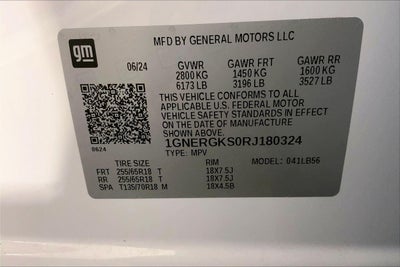 gm
MFD BY GENERAL MOTORS LLC
06/24 GVWR GAWR FRT GAWR RR
2800 KG 1450 KG 1600 KG
6173 LB 3196 LB 3527 LB
THIS VEHICLE CONFORMS TO ALL
APPLICABLE U.S. FEDERAL MOTOR
VEHICLE SAFETY STANDARDS IN EFFECT
ON THE DATE OF MANUFACTURE SHOWN ABOVE.
1GNERGKS0RJ180324
0624 TYPE: MPV
TIRE SIZE RIM MODEL: 041LB56
FRT 255/65R18 T 18X7.5J
RR 255/65R18 T 18X7.5J
SPA T135/70R18 M 18X4.5B